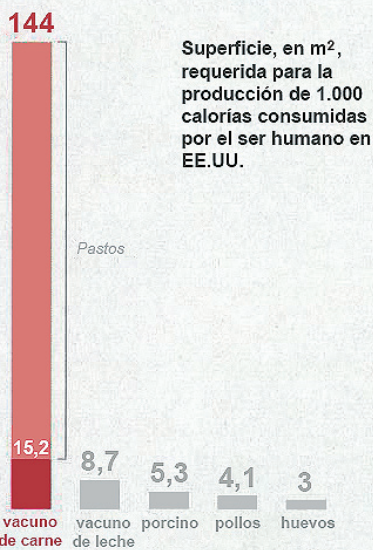 144
Superficie, en m²,
requerida para la
producción de 1.000
calorías consumidas
por el ser humano en
EE.UU.
Pastos
15,2
8,7
5,3
4,1
3
vacuno
de carne
vacuno
de leche
porcino
pollos
huevos